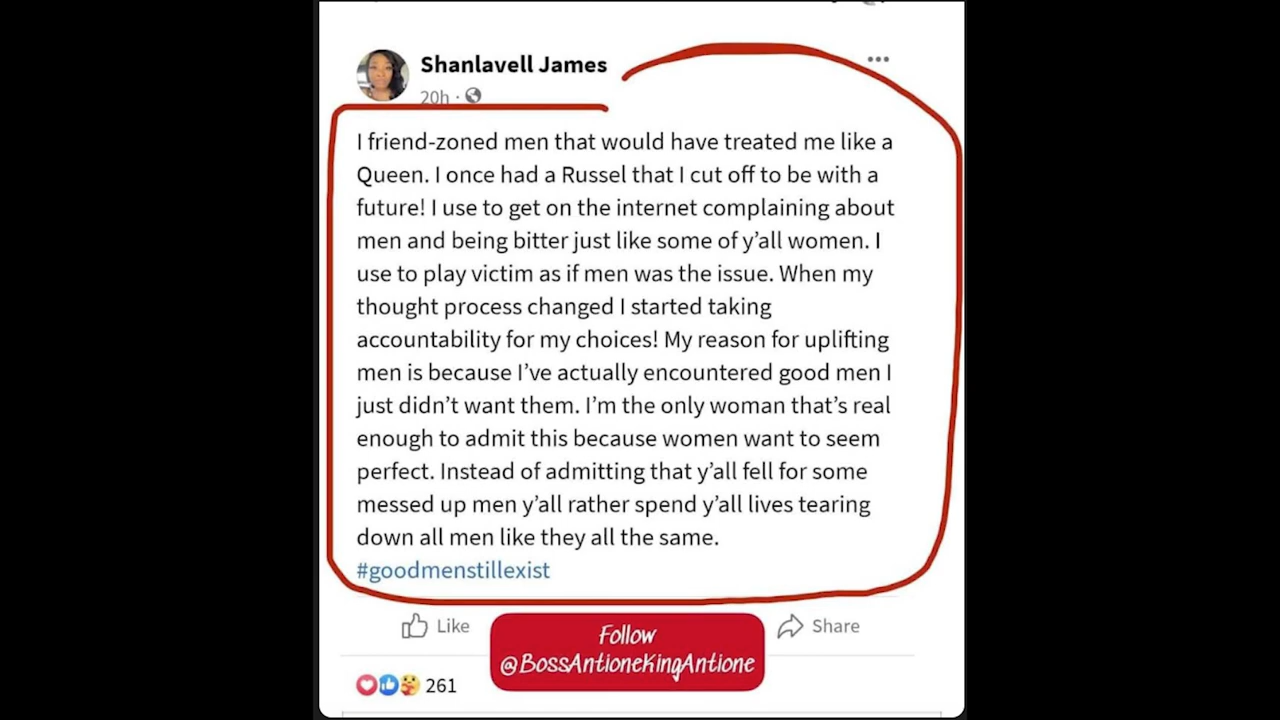 Shanlavell James
20h ·
I friend-zoned men that would have treated me like a
Queen. I once had a Russel that I cut off to be with a
future! I use to get on the internet complaining about
men and being bitter just like some of y’all women. I
use to play victim as if men was the issue. When my
thought process changed I started taking
accountability for my choices! My reason for uplifting
men is because I’ve actually encountered good men I
just didn’t want them. I’m the only woman that’s real
enough to admit this because women want to seem
perfect. Instead of admitting that y’all fell for some
messed up men y’all rather spend y’all lives tearing
down all men like they all the same.
#goodmenstillexist
Like
Follow
@BossAntioneKingAntione
Share
261